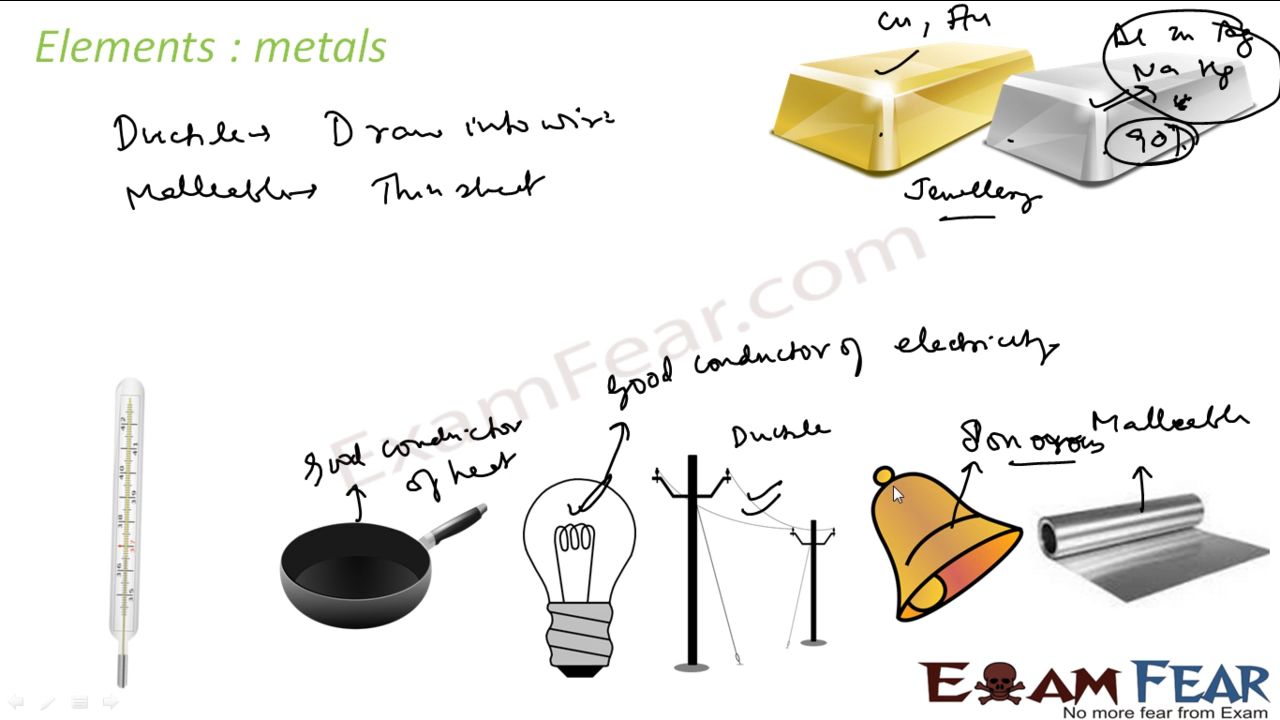 Elements : metals
Cu, Au
Al Zn Ag
Na Hg
90%
Ductile → Draw into wire
Malleable → Thin sheet
Jewellery
ExamFear.com
Good conductor of electricity
Good conductor
of heat
Ductile
Sonorous
Malleable
EXAM FEAR
No more fear from Exam